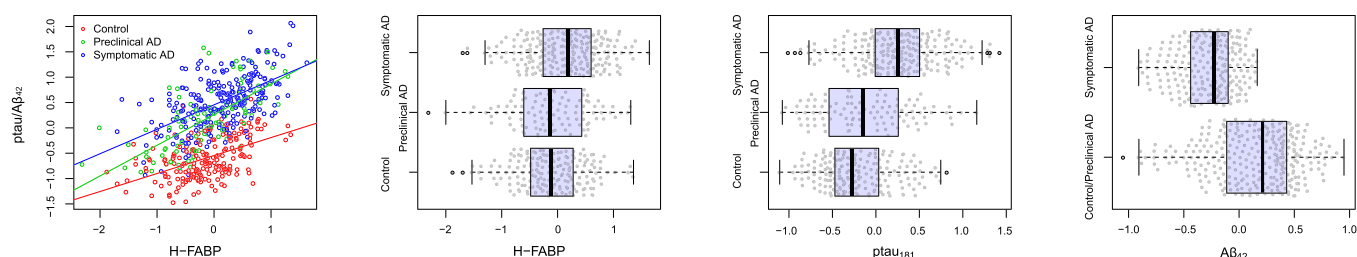 ptau/Aβ42
2.0
1.5
1.0
0.5
0.0
−0.5
−1.0
−1.5
Control
Preclinical AD
Symptomatic AD
−2 −1 0 1
H−FABP
Symptomatic AD
Preclinical AD
Control
−2 −1 0 1
H−FABP
Symptomatic AD
Preclinical AD
Control
−1.0 −0.5 0.0 0.5 1.0 1.5
ptau181
Symptomatic AD
Control/Preclinical AD
−1.0 −0.5 0.0 0.5 1.0
Aβ42